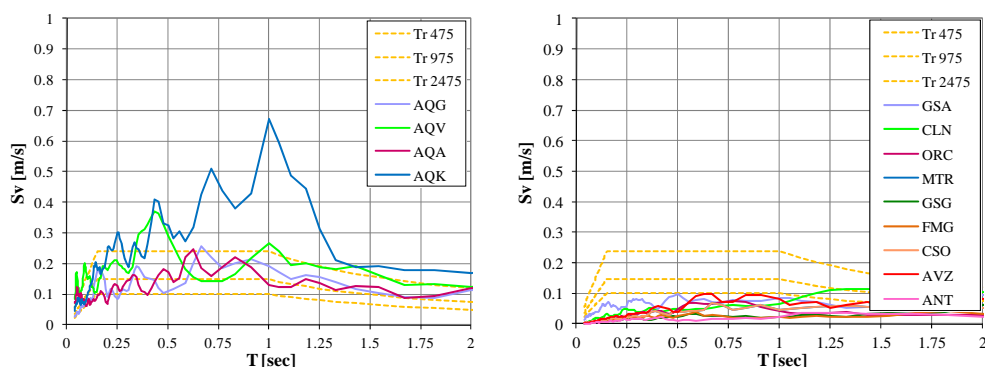 Sv [m/s]
1
0.9
0.8
0.7
0.6
0.5
0.4
0.3
0.2
0.1
0
0 0.25 0.5 0.75 1 1.25 1.5 1.75 2
T [sec]
Tr 475
Tr 975
Tr 2475
AQG
AQV
AQA
AQK
Sv [m/s]
1
0.9
0.8
0.7
0.6
0.5
0.4
0.3
0.2
0.1
0
0 0.25 0.5 0.75 1 1.25 1.5 1.75 2
T [sec]
Tr 475
Tr 975
Tr 2475
GSA
CLN
ORC
MTR
GSG
FMG
CSO
AVZ
ANT